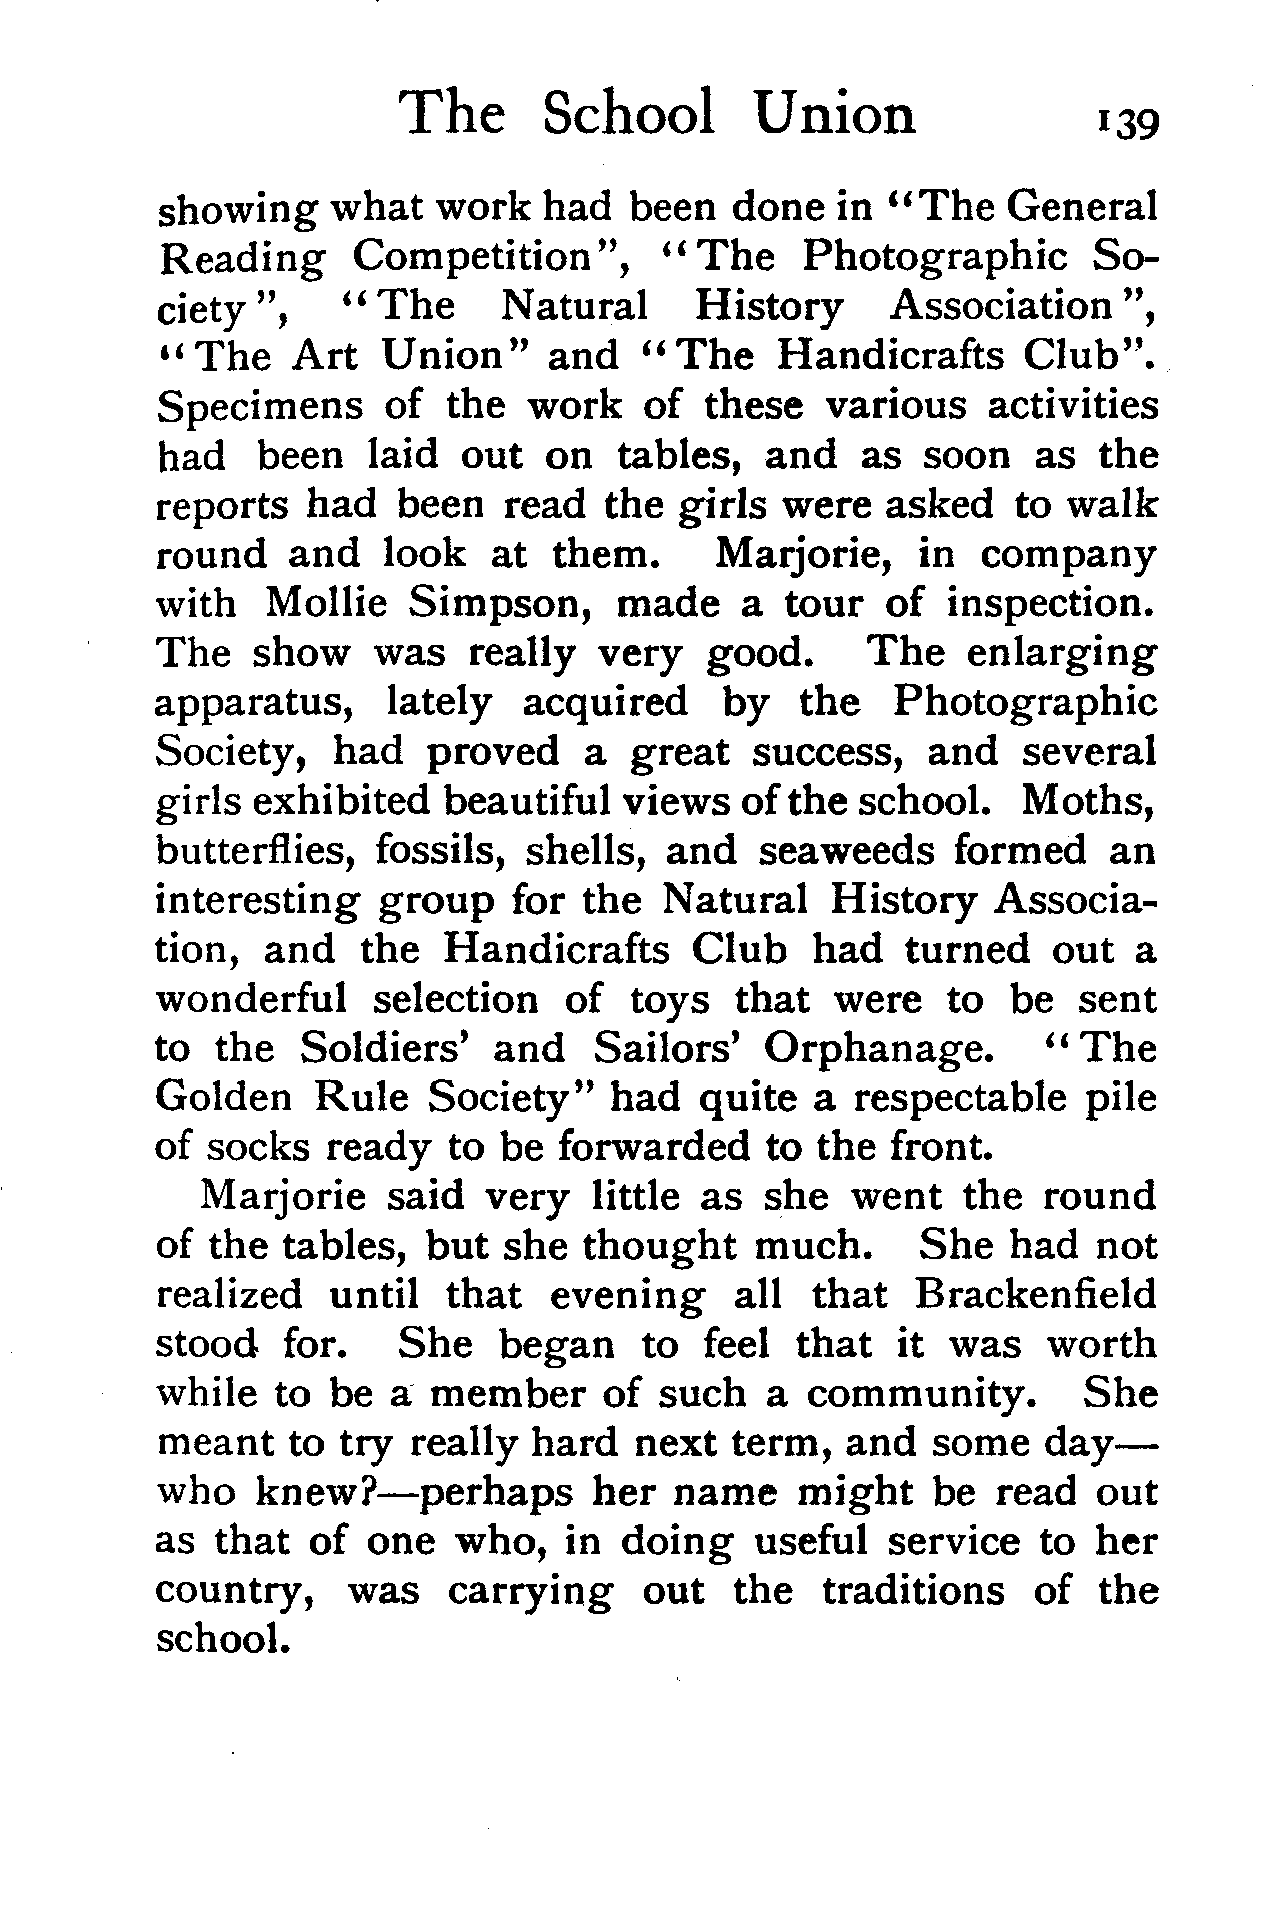 The School Union 139
showing what work had been done in "The General
Reading Competition", "The Photographic So-
ciety", "The Natural History Association",
"The Art Union" and "The Handicrafts Club".
Specimens of the work of these various activities
had been laid out on tables, and as soon as the
reports had been read the girls were asked to walk
round and look at them. Marjorie, in company
with Mollie Simpson, made a tour of inspection.
The show was really very good. The enlarging
apparatus, lately acquired by the Photographic
Society, had proved a great success, and several
girls exhibited beautiful views of the school. Moths,
butterflies, fossils, shells, and seaweeds formed an
interesting group for the Natural History Associa-
tion, and the Handicrafts Club had turned out a
wonderful selection of toys that were to be sent
to the Soldiers' and Sailors' Orphanage. "The
Golden Rule Society" had quite a respectable pile
of socks ready to be forwarded to the front.
Marjorie said very little as she went the round
of the tables, but she thought much. She had not
realized until that evening all that Brackenfield
stood for. She began to feel that it was worth
while to be a member of such a community. She
meant to try really hard next term, and some day—
who knew?—perhaps her name might be read out
as that of one who, in doing useful service to her
country, was carrying out the traditions of the
school.